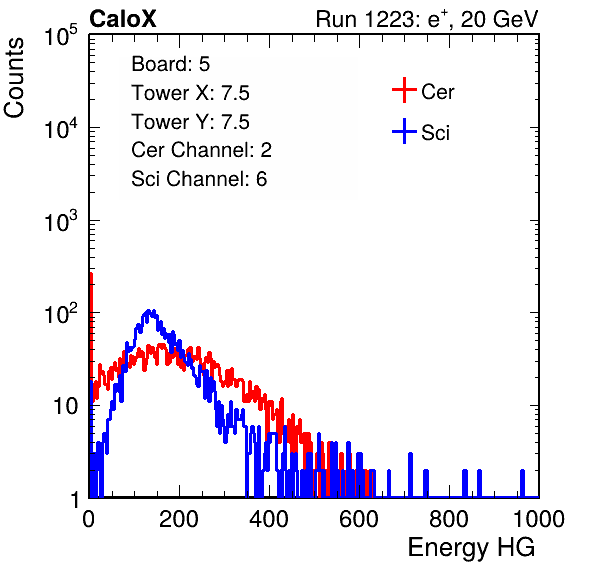 CaloX Run 1223: e⁺, 20 GeV
Counts
10⁵
10⁴
10³
10²
10
1
Board: 5
Tower X: 7.5
Tower Y: 7.5
Cer Channel: 2
Sci Channel: 6
Cer
Sci
0 200 400 600 800 1000
Energy HG